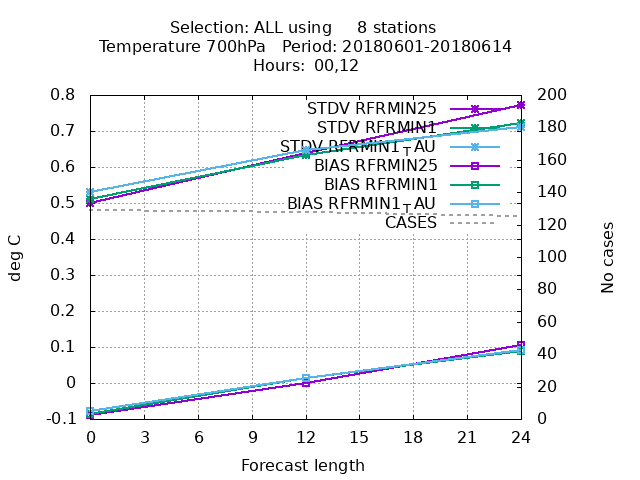 Selection: ALL using 8 stations
Temperature 700hPa Period: 20180601-20180614
Hours: 00,12
0.8
0.7
0.6
0.5
0.4
0.3
0.2
0.1
0
-0.1
deg C
200
180
160
140
120
100
80
60
40
20
0
No cases
STDV RFRMIN25
STDV RFRMIN1
STDV RFRMIN1_AU
BIAS RFRMIN25
BIAS RFRMIN1
BIAS RFRMIN1_AU
CASES
0 3 6 9 12 15 18 21 24
Forecast length